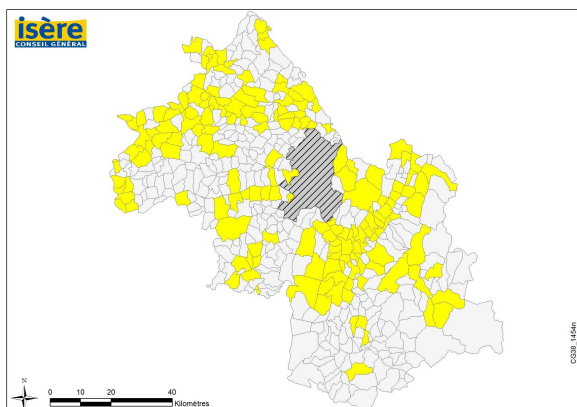 isère
CONSEIL GÉNÉRAL
CG38_1454n
N
0 10 20 40
Kilomètres